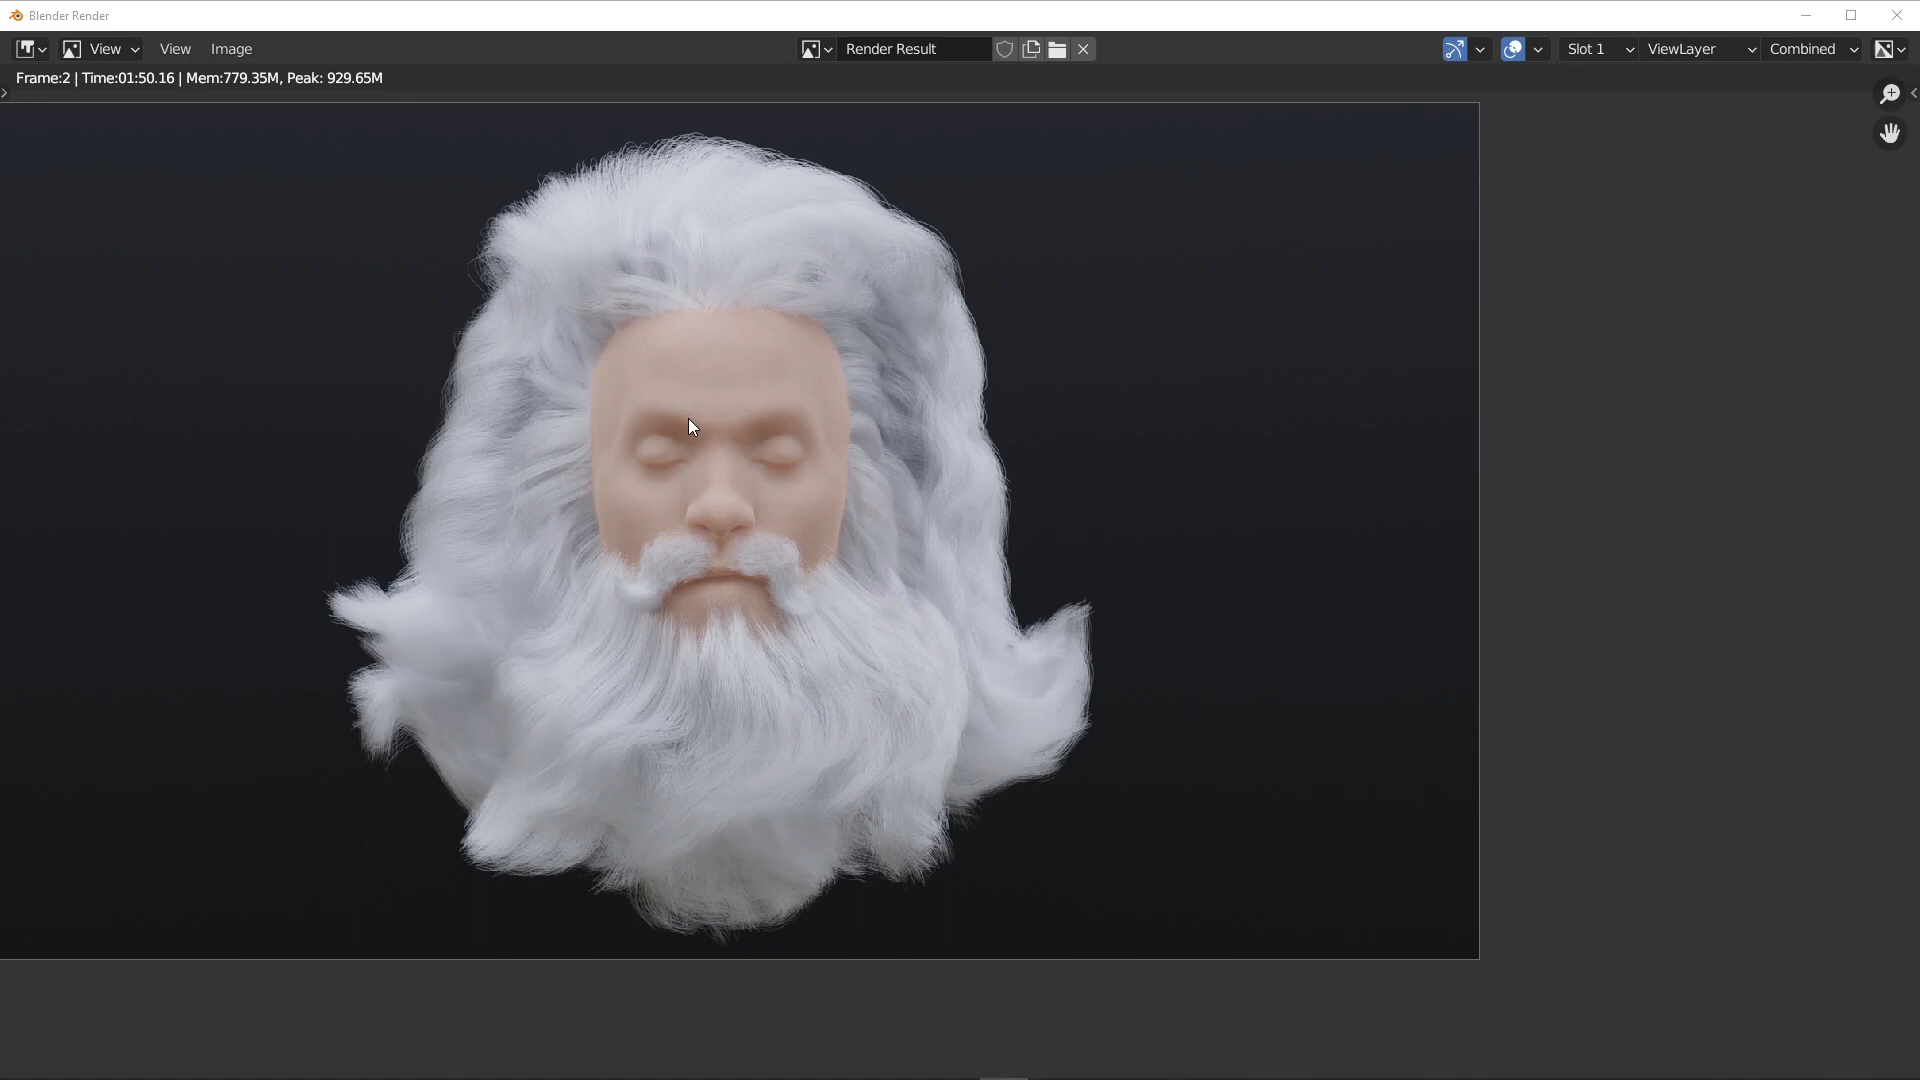 Blender Render
View View Image Render Result Slot 1 ViewLayer Combined
Frame:2 | Time:01:50.16 | Mem:779.35M, Peak: 929.65M